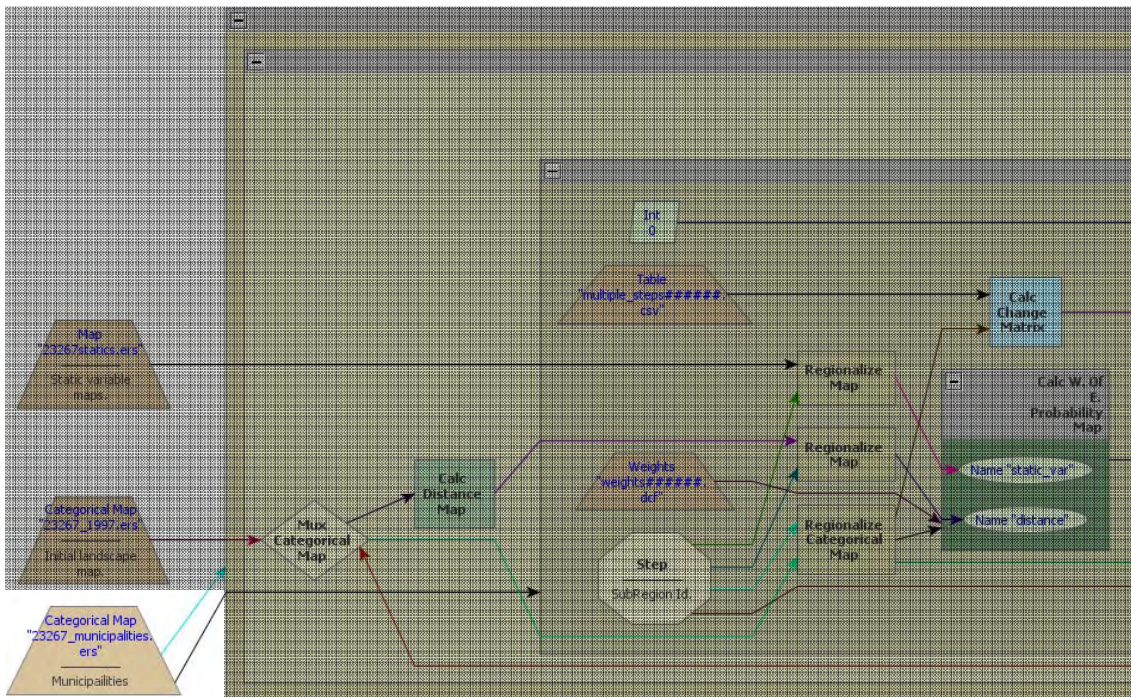 Int
0
Table
"multiple_steps######.
csv"
Calc
Change
Matrix
Map
"23267statics.ers"
Static variable
maps.
Regionalize
Map
Calc W. Of
E.
Probability
Map
Regionalize
Map
Name "static_var"
Weights
"weights######.
dcf"
Calc
Distance
Map
Categorical Map
"23267_1997.ers"
Initial landscape
map.
Mux
Categorical
Map
Regionalize
Categorical
Map
Name "distance"
Step
SubRegion Id.
Categorical Map
"23267_municipalities.
ers"
Municipailities